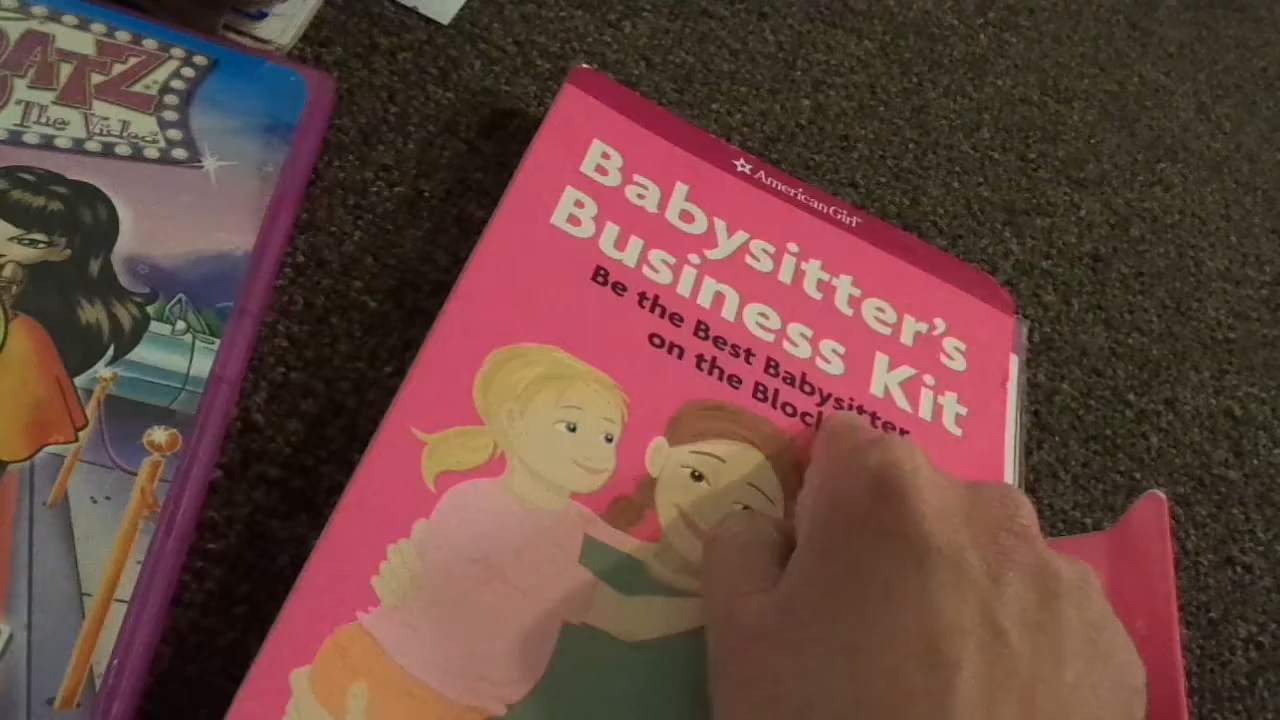 The Video
American Girl
Babysitter's
Business Kit
Be the Best Babysitter
on the Block